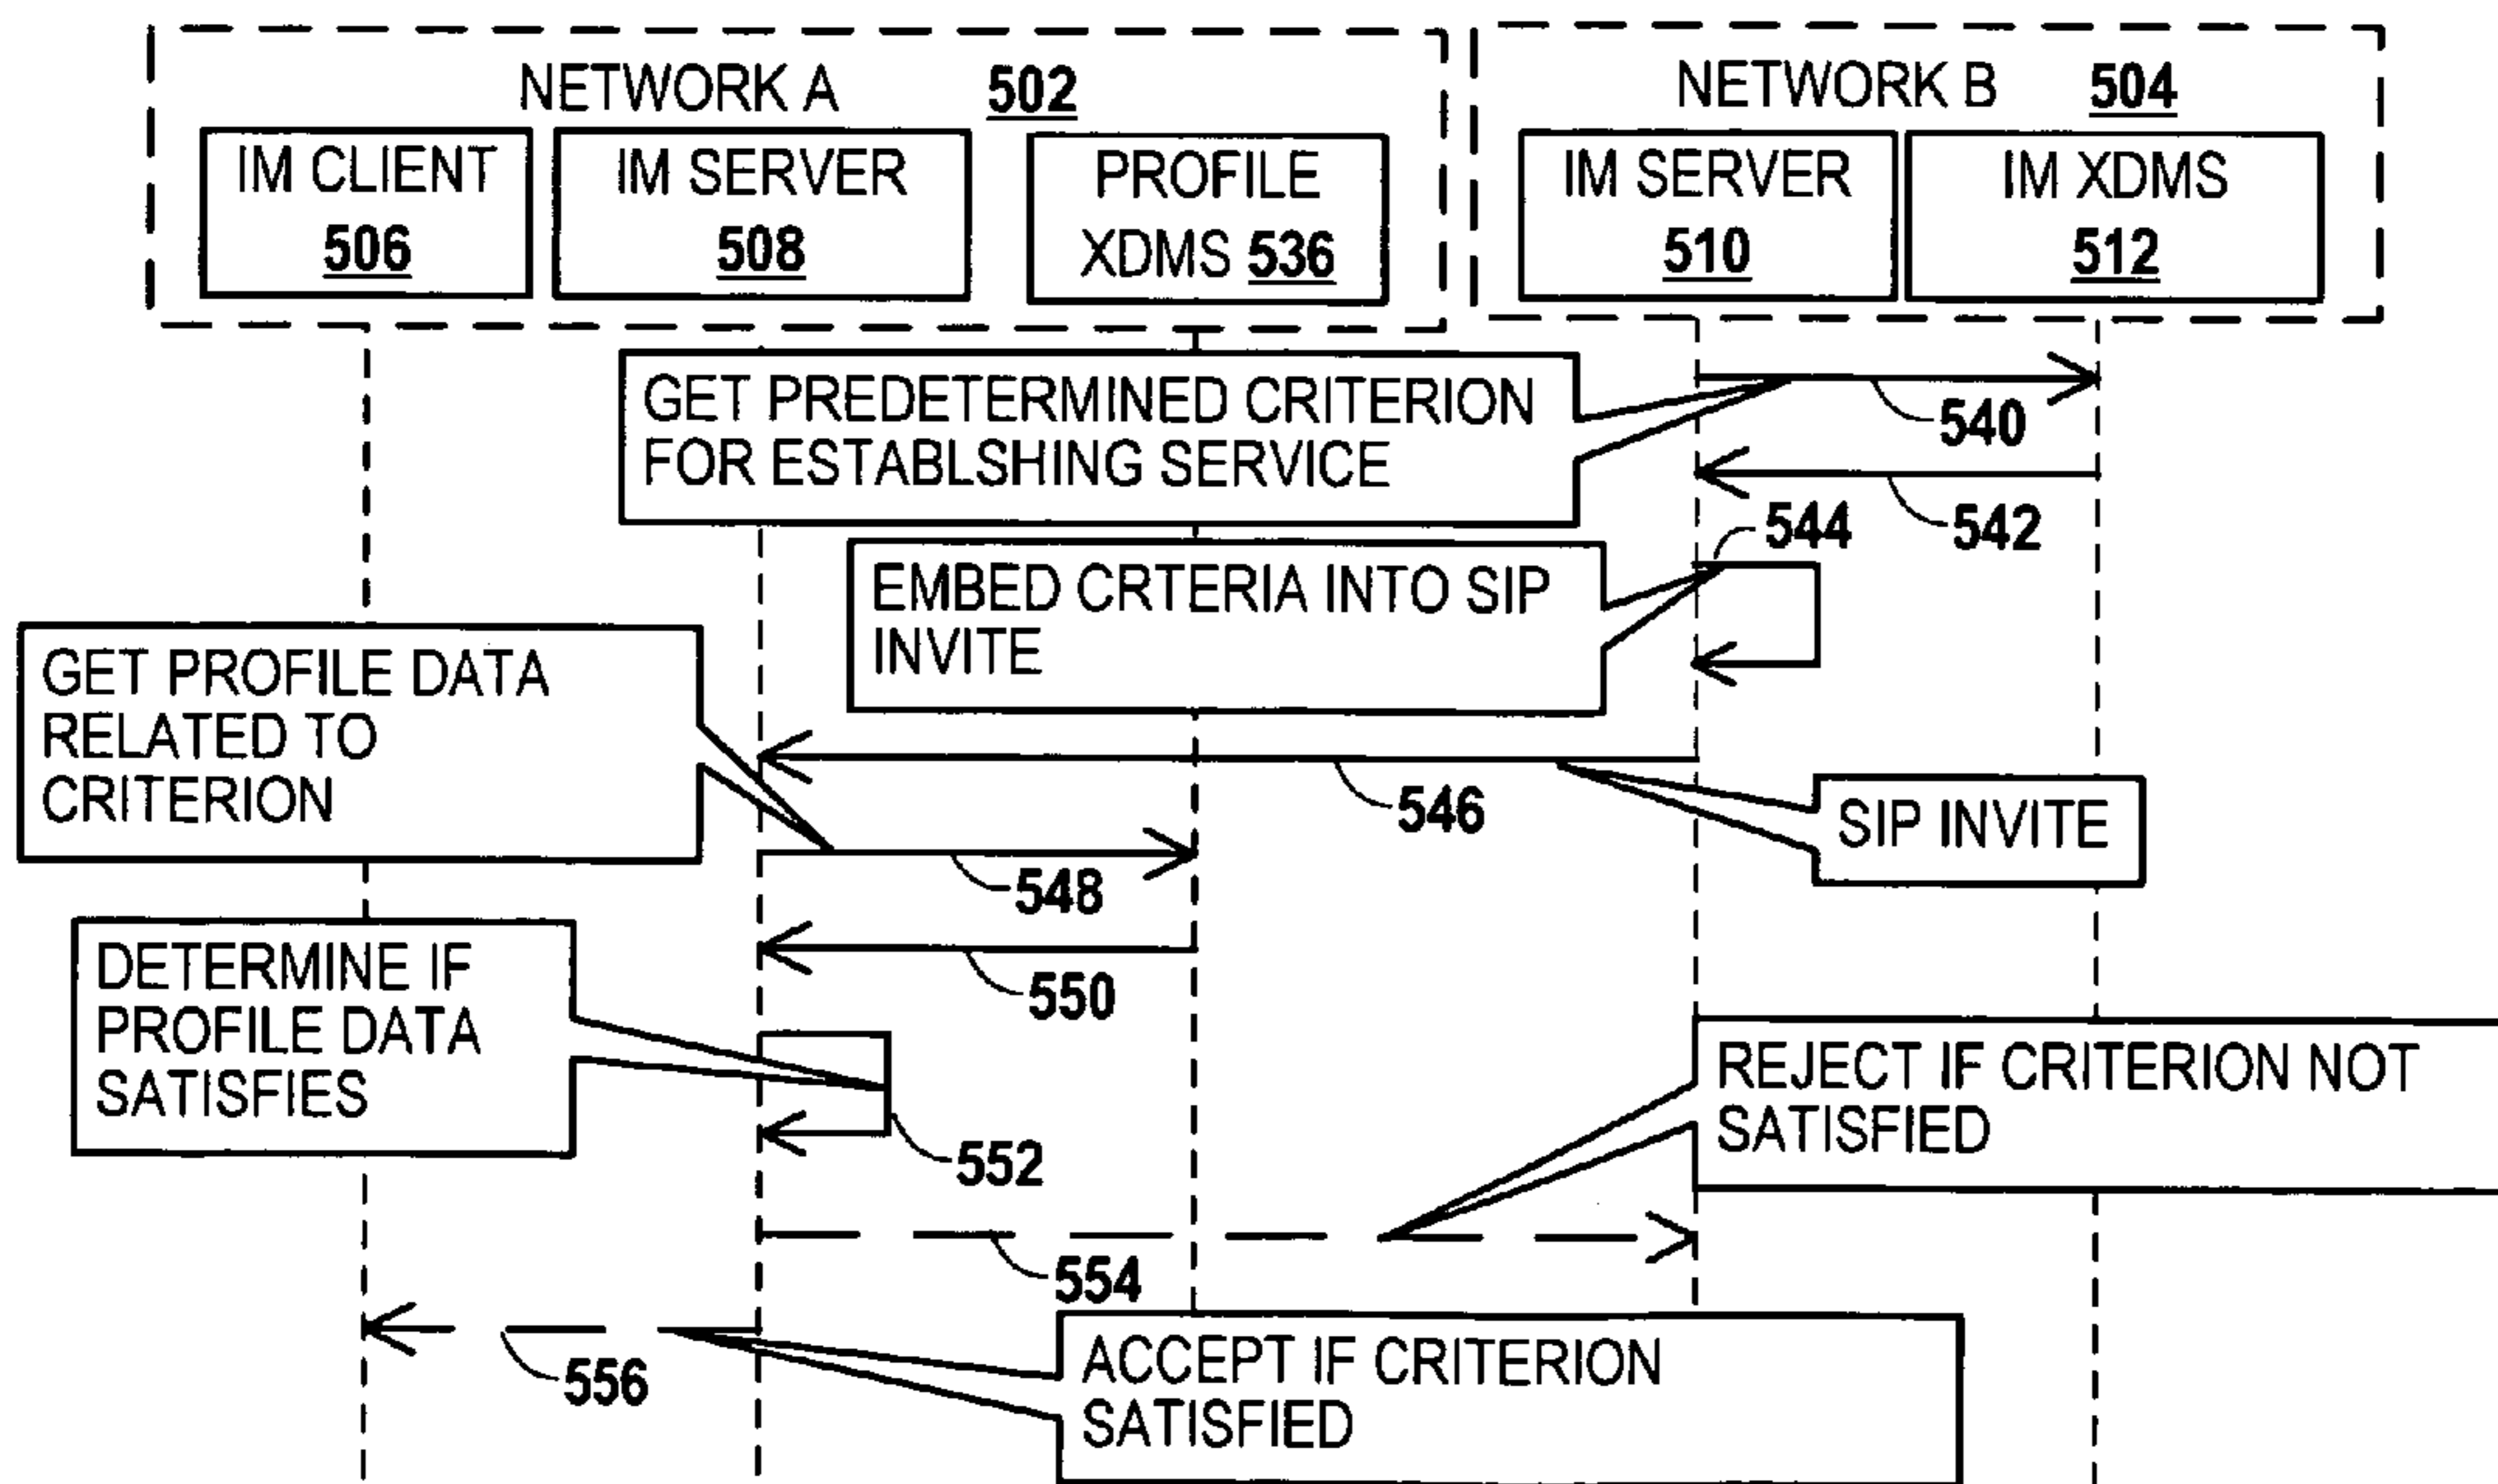 NETWORK A 502
NETWORK B 504
IM CLIENT
506
IM SERVER
508
PROFILE
XDMS 536
IM SERVER
510
IM XDMS
512
GET PREDETERMINED CRITERION
FOR ESTABLSHING SERVICE
540
542
544
EMBED CRTERIA INTO SIP
INVITE
GET PROFILE DATA
RELATED TO
CRITERION
546
SIP INVITE
548
DETERMINE IF
PROFILE DATA
SATISFIES
550
552
REJECT IF CRITERION NOT
SATISFIED
554
556
ACCEPT IF CRITERION
SATISFIED